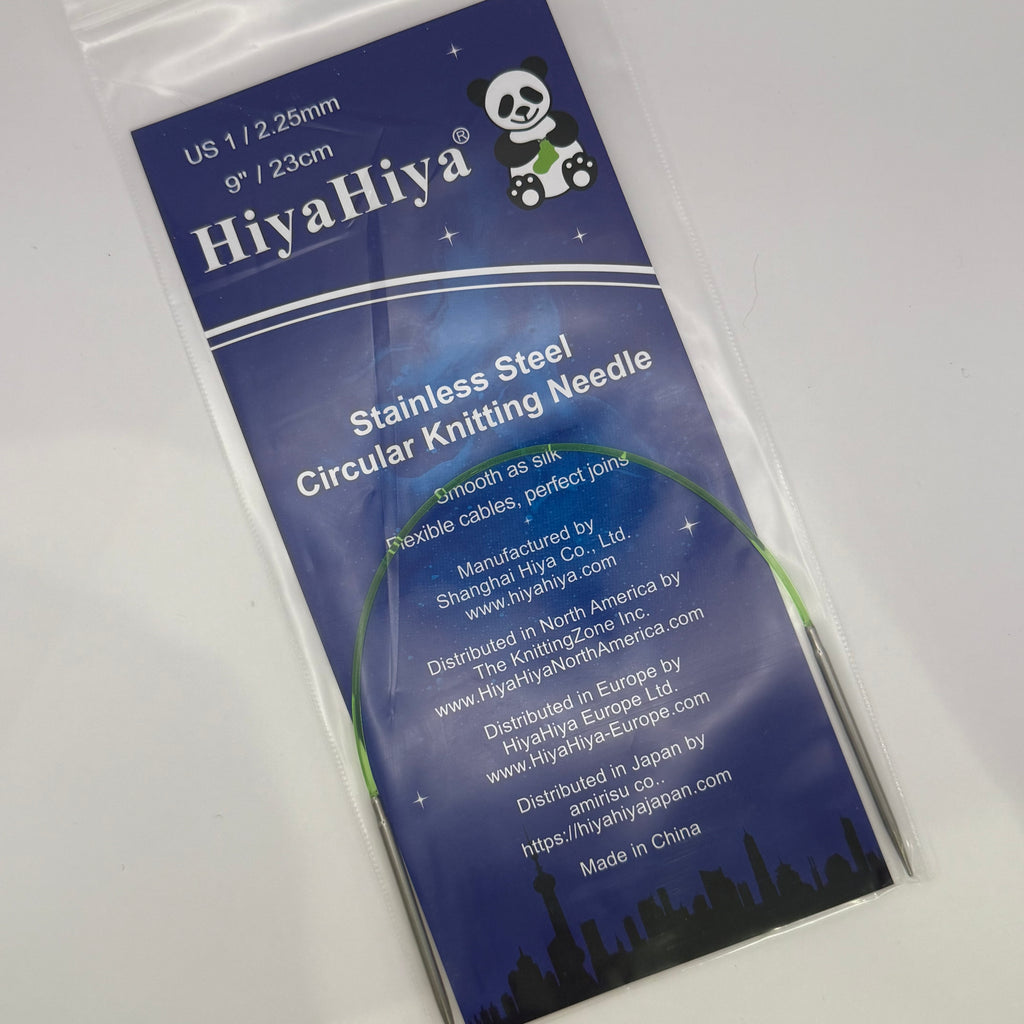 US 1 / 2.25mm
9" / 23cm
HiyaHiya®
Stainless Steel
Circular Knitting Needle
Smooth as silk
Flexible cables, perfect joins
Manufactured by
Shanghai Hiya Co., Ltd.
www.hiyahiya.com
Distributed in North America by
The KnittingZone Inc.
www.HiyaHiyaNorthAmerica.com
Distributed in Europe by
HiyaHiya Europe Ltd.
www.HiyaHiya-Europe.com
Distributed in Japan by
amirisu co..
https://hiyahiyajapan.com
Made in China